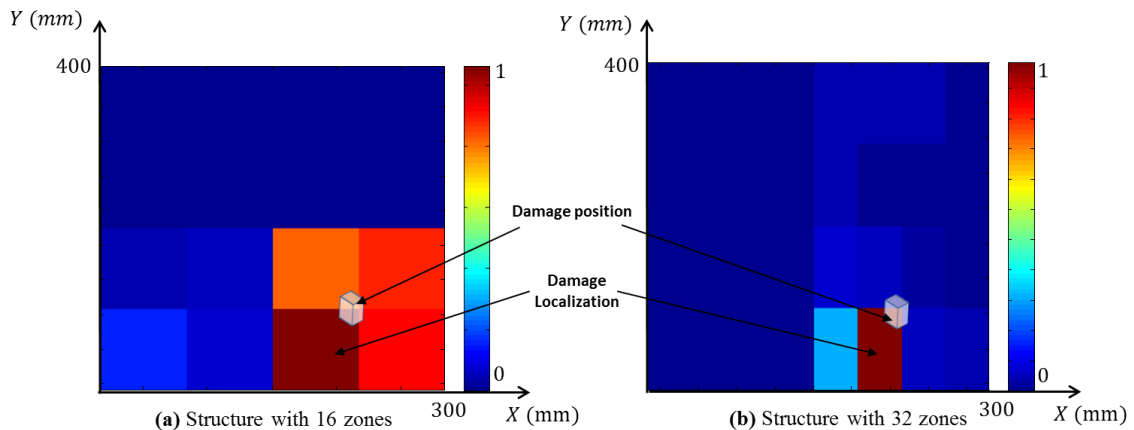 Y (mm)
400
1
0
300
X (mm)
(a) Structure with 16 zones
Damage position
Damage
Localization
Y (mm)
400
1
0
300
X (mm)
(b) Structure with 32 zones